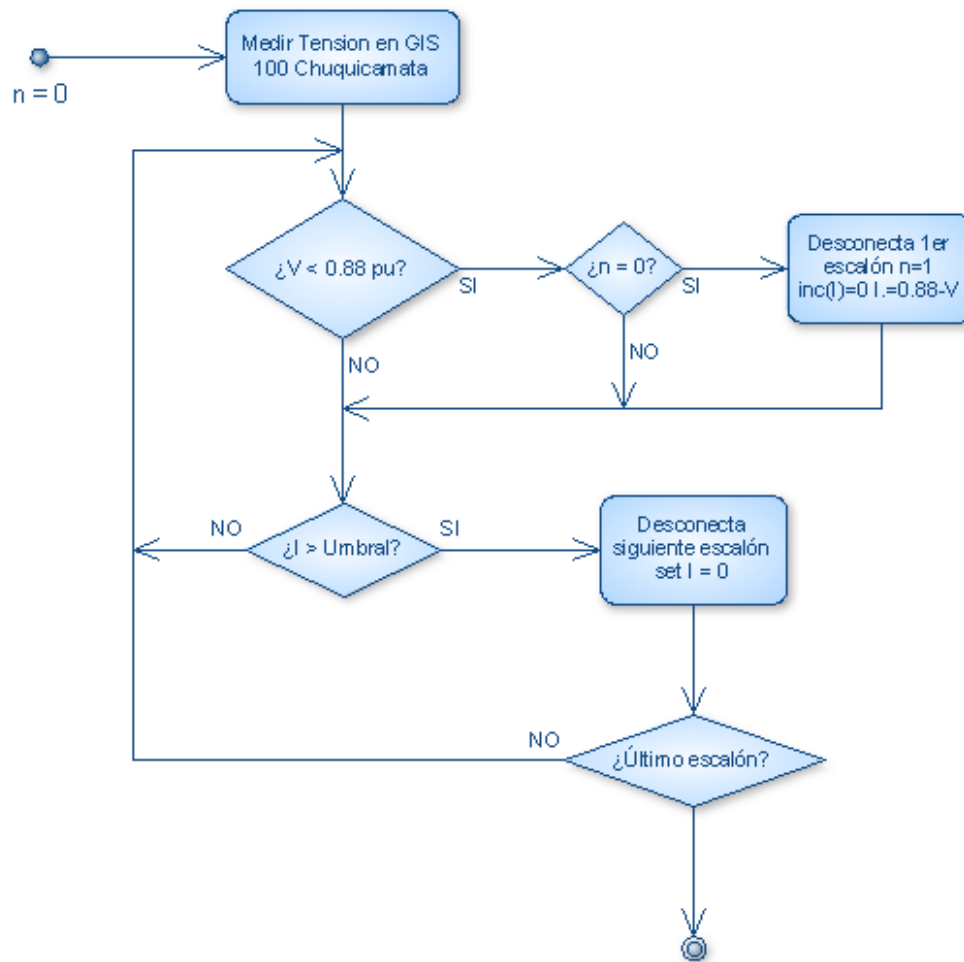 Medir Tension en GIS
100 Chuquicamata
n = 0
¿V < 0.88 pu?
SI
¿n = 0?
SI
Desconecta 1er
escalón n=1
inc(I)=0 I.=0.88-V
NO
NO
NO
¿I > Umbral?
SI
Desconecta
siguiente escalón
set I = 0
NO
¿Último escalón?